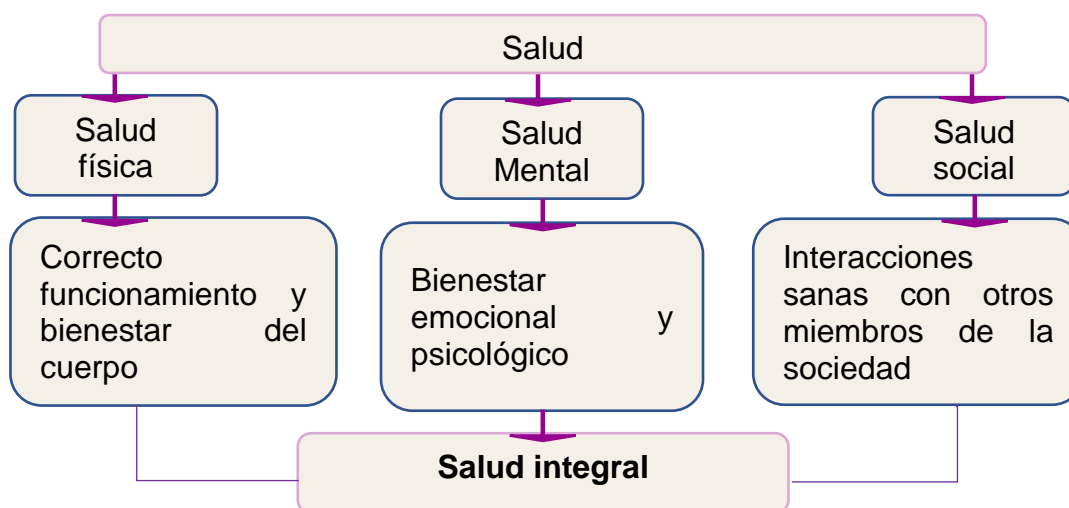 Salud
Salud
física
Salud
Mental
Salud
social
Correcto
funcionamiento y
bienestar del
cuerpo
Bienestar
emocional y
psicológico
Interacciones
sanas con otros
miembros de la
sociedad
Salud integral